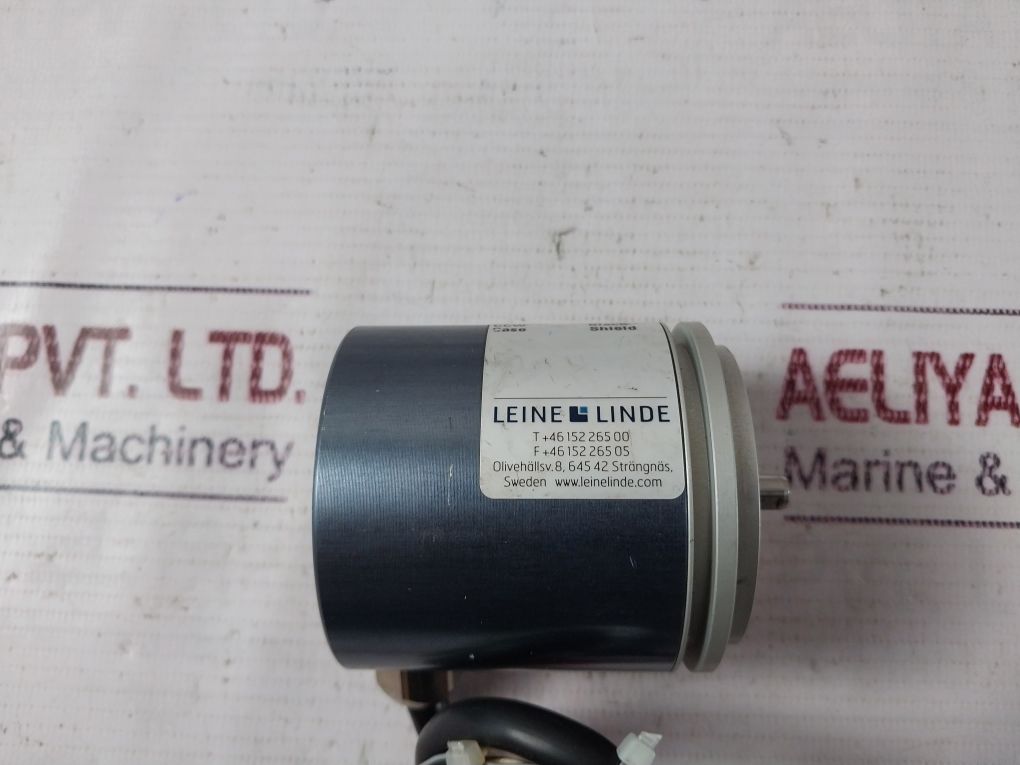 Case Shield
LEINE LINDE
T +46 152 265 00
F +46 152 265 05
Olivehällsv. 8, 645 42 Strängnäs,
Sweden www.leinelinde.com
PVT. LTD.
& Machinery
AELIYA
Marine &